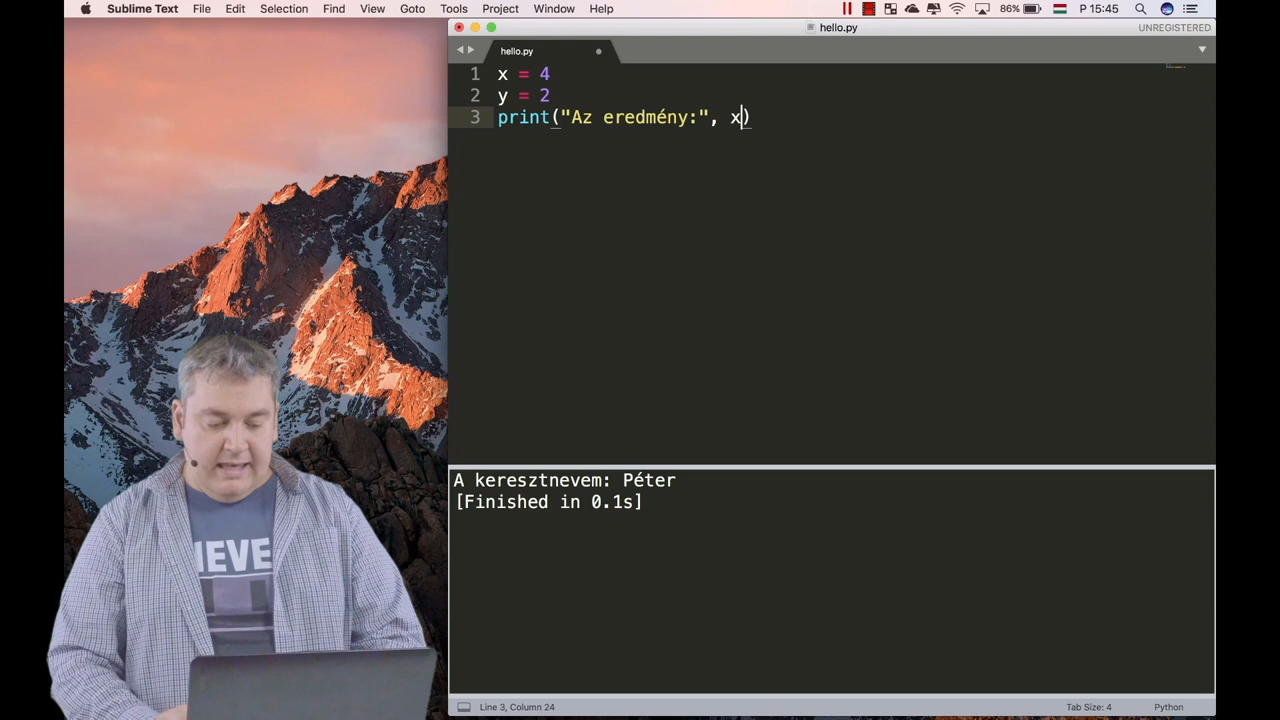 Sublime Text File Edit Selection Find View Goto Tools Project Window Help 86% P 15:45
hello.py UNREGISTERED
hello.py
1 x = 4
2 y = 2
3 print("Az eredmény:", x)
A keresztnevem: Péter
[Finished in 0.1s]
IEVE
Line 3, Column 24 Tab Size: 4 Python